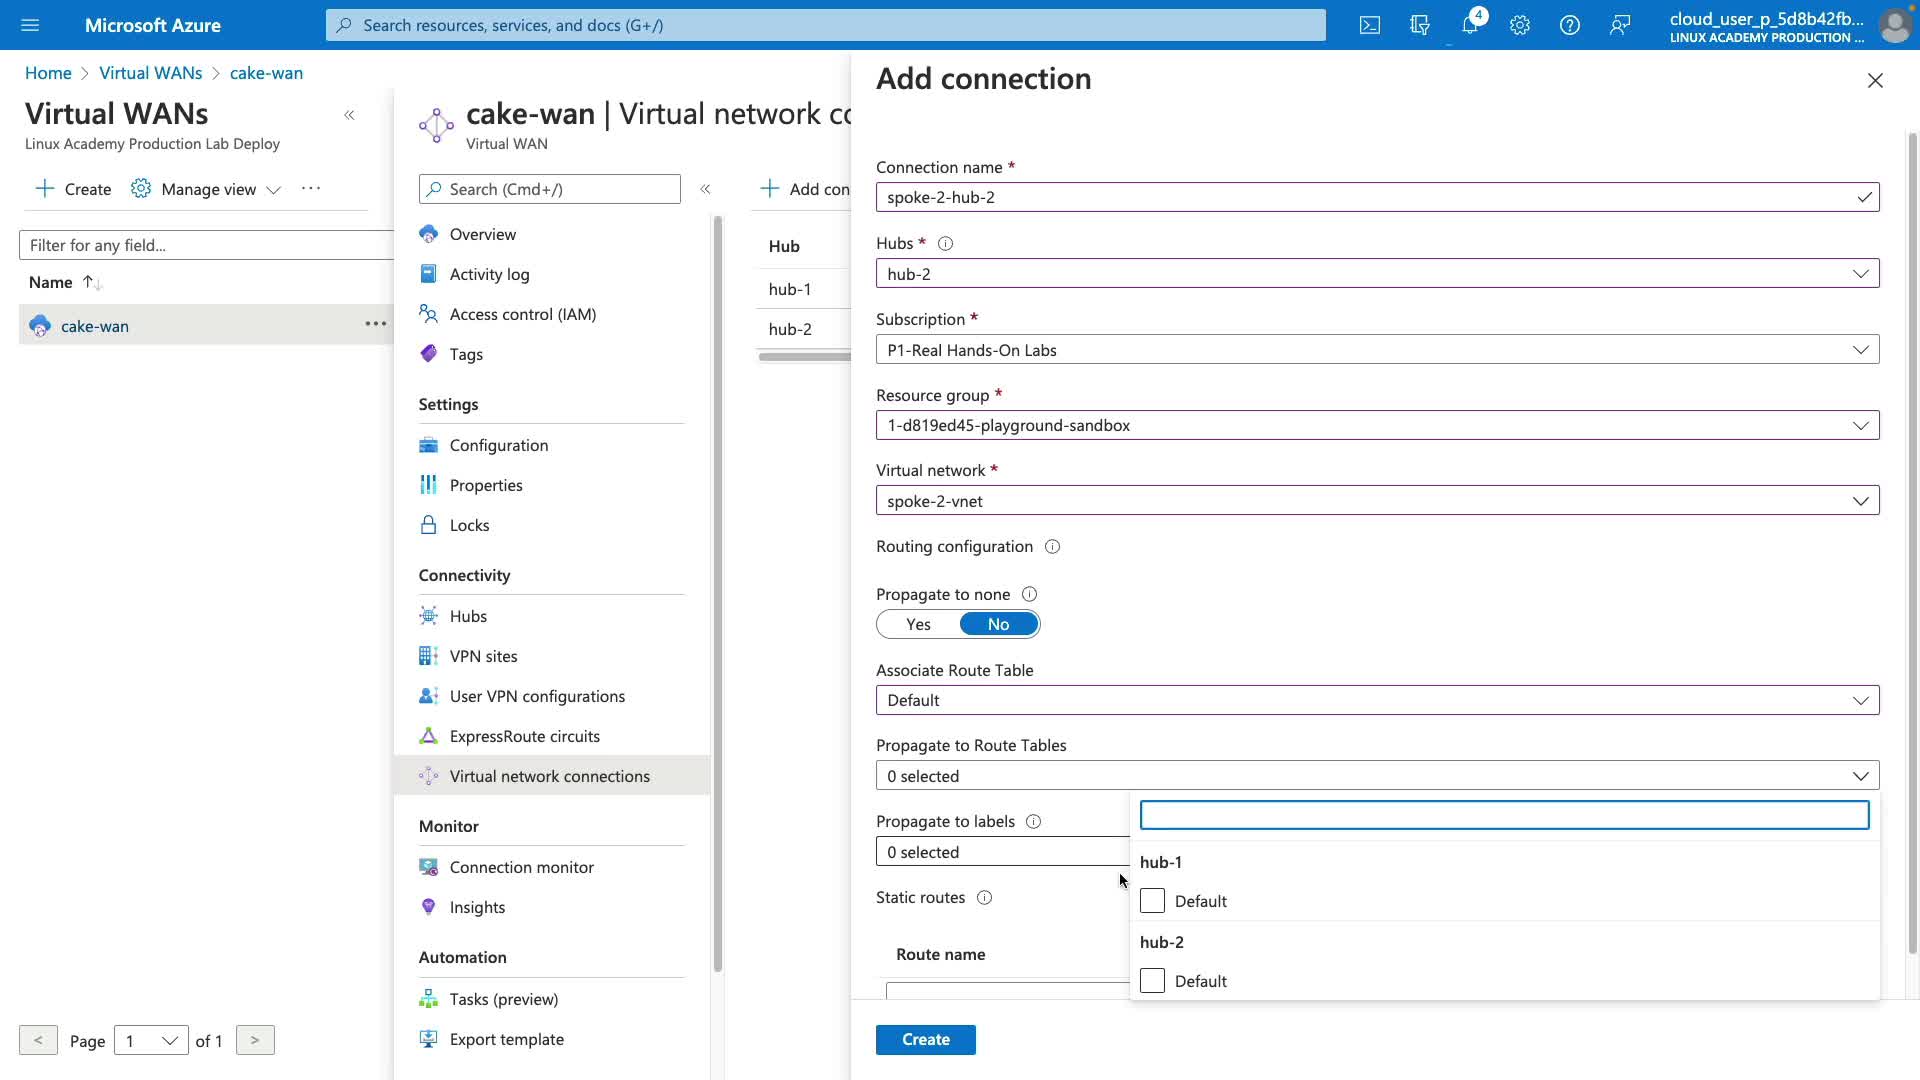 Microsoft Azure
Search resources, services, and docs (G+/)
4
cloud_user_p_5d8b42fb...
LINUX ACADEMY PRODUCTION ...
Home > Virtual WANs > cake-wan
Virtual WANs
«
Linux Academy Production Lab Deploy
Create
Manage view
...
Filter for any field...
Name
cake-wan
...
< Page 1 of 1 >
cake-wan | Virtual network co
Virtual WAN
Search (Cmd+/)
«
Overview
Activity log
Access control (IAM)
Tags
Settings
Configuration
Properties
Locks
Connectivity
Hubs
VPN sites
User VPN configurations
ExpressRoute circuits
Virtual network connections
Monitor
Connection monitor
Insights
Automation
Tasks (preview)
Export template
Add con
Hub
hub-1
hub-2
Add connection
Connection name *
spoke-2-hub-2
Hubs *
hub-2
Subscription *
P1-Real Hands-On Labs
Resource group *
1-d819ed45-playground-sandbox
Virtual network *
spoke-2-vnet
Routing configuration
Propagate to none
Yes No
Associate Route Table
Default
Propagate to Route Tables
0 selected
Propagate to labels
0 selected
hub-1
Default
hub-2
Default
Static routes
Route name
Create